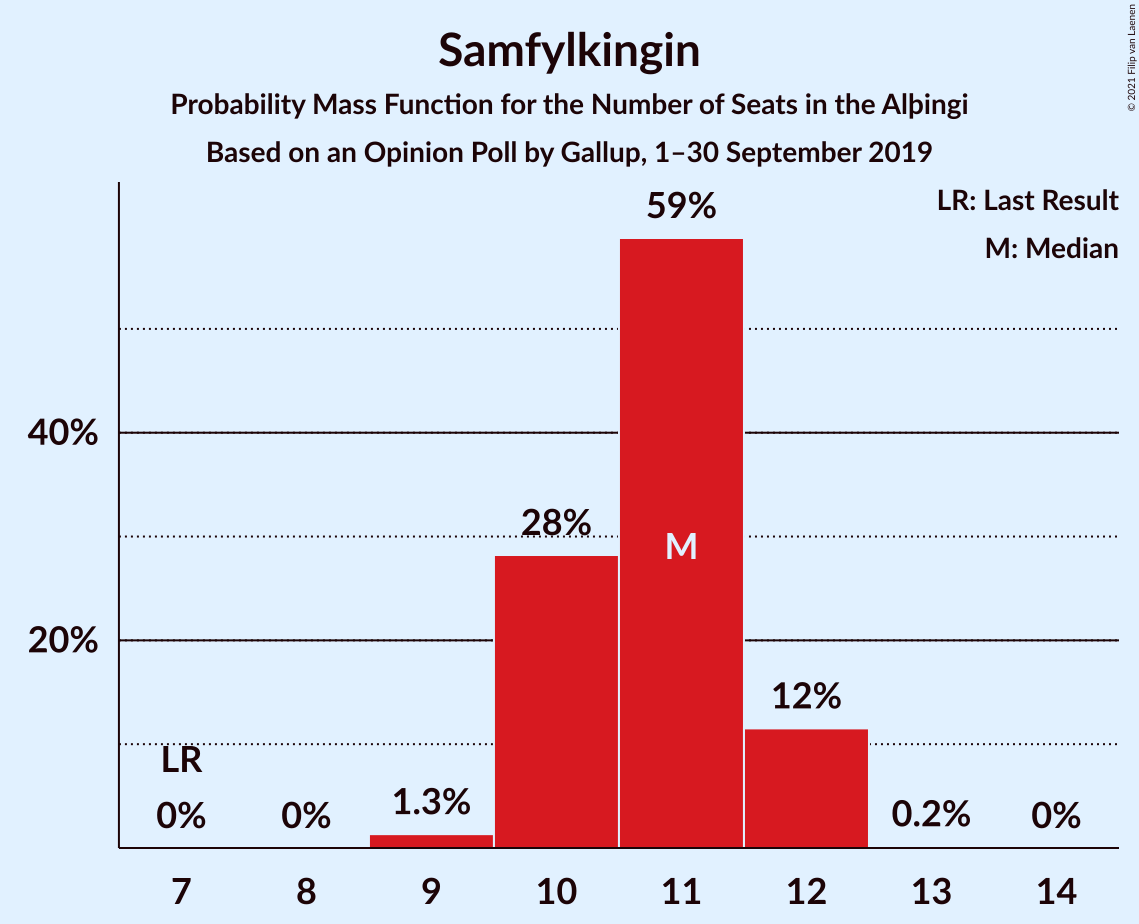 Samfylkingin
Probability Mass Function for the Number of Seats in the Alþingi
Based on an Opinion Poll by Gallup, 1–30 September 2019
© 2021 Filip van Laenen
LR: Last Result
M: Median
59%
40%
28%
M
20%
12%
LR
0%
0%
1.3%
0.2%
0%
7
8
9
10
11
12
13
14